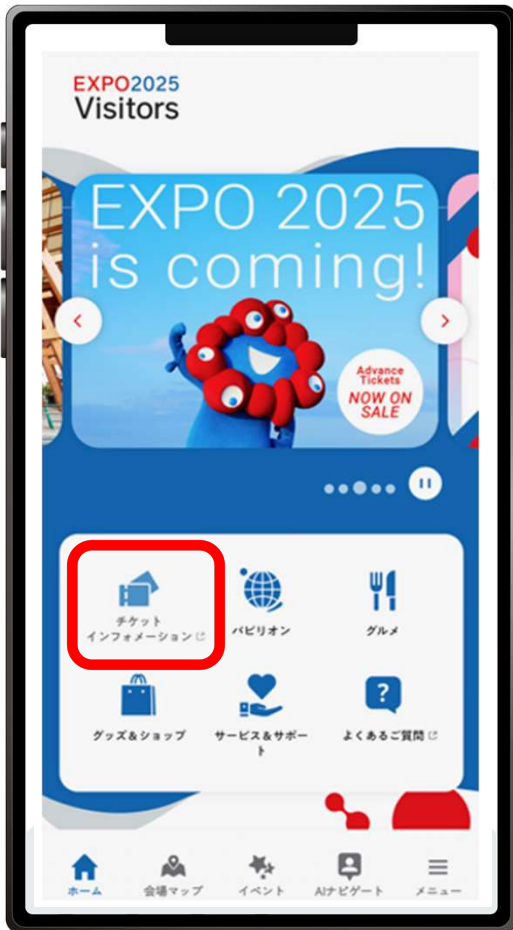 EXPO2025
Visitors
EXPO 2025
is coming!
Advance
Tickets
NOW ON
SALE
チケット
インフォメーション
パビリオン
グルメ
グッズ&ショップ
サービス&サポー
ト
よくあるご質問
ホーム
会場マップ
イベント
AIナビゲート
メニュー